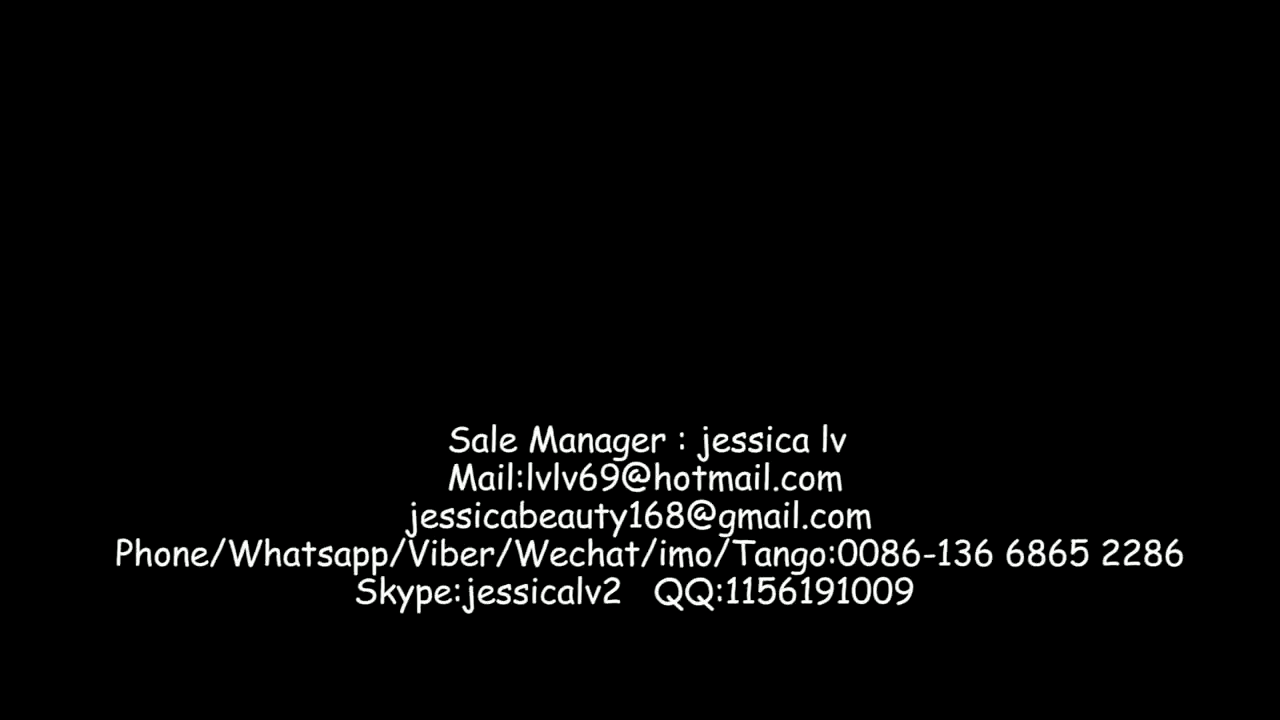 Sale Manager : jessica lv
Mail:lvlv69@hotmail.com
jessicabeauty168@gmail.com
Phone/Whatsapp/Viber/Wechat/imo/Tango:0086-136 6865 2286
Skype:jessicalv2 QQ:1156191009